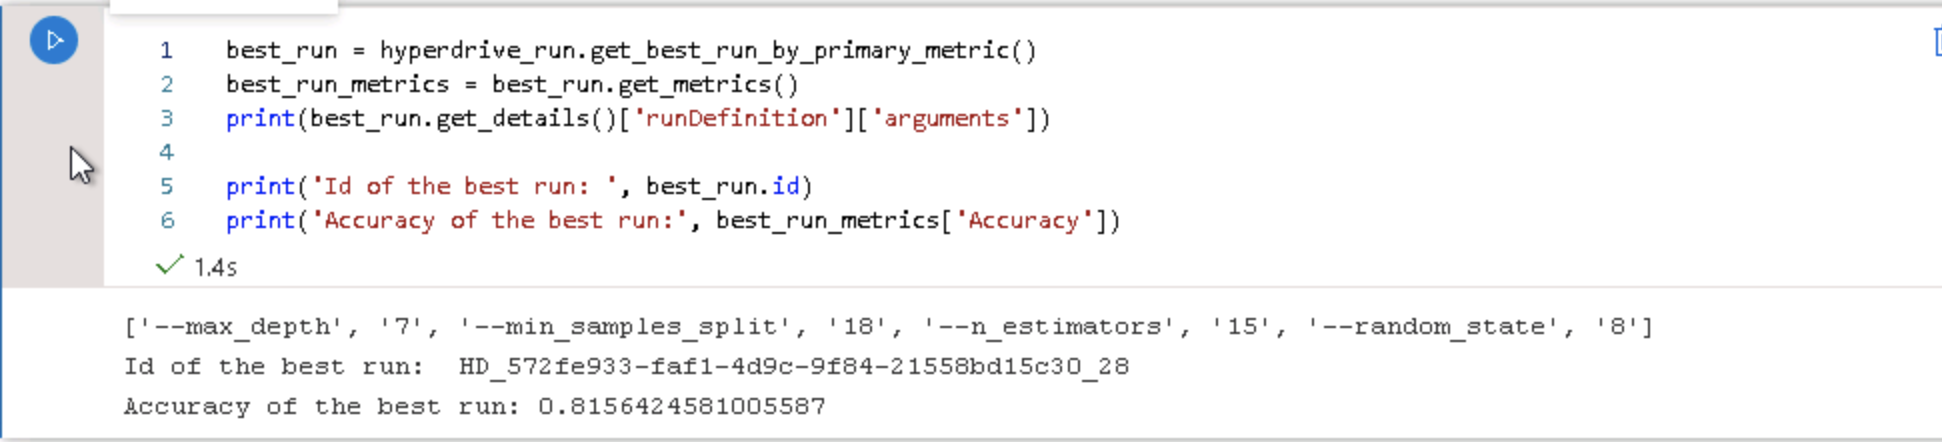 1 best_run = hyperdrive_run.get_best_run_by_primary_metric()
2 best_run_metrics = best_run.get_metrics()
3 print(best_run.get_details()['runDefinition']['arguments'])
4
5 print('Id of the best run: ', best_run.id)
6 print('Accuracy of the best run:', best_run_metrics['Accuracy'])
1.4s
['--max_depth', '7', '--min_samples_split', '18', '--n_estimators', '15', '--random_state', '8']
Id of the best run:  HD_572fe933-faf1-4d9c-9f84-21558bd15c30_28
Accuracy of the best run: 0.8156424581005587